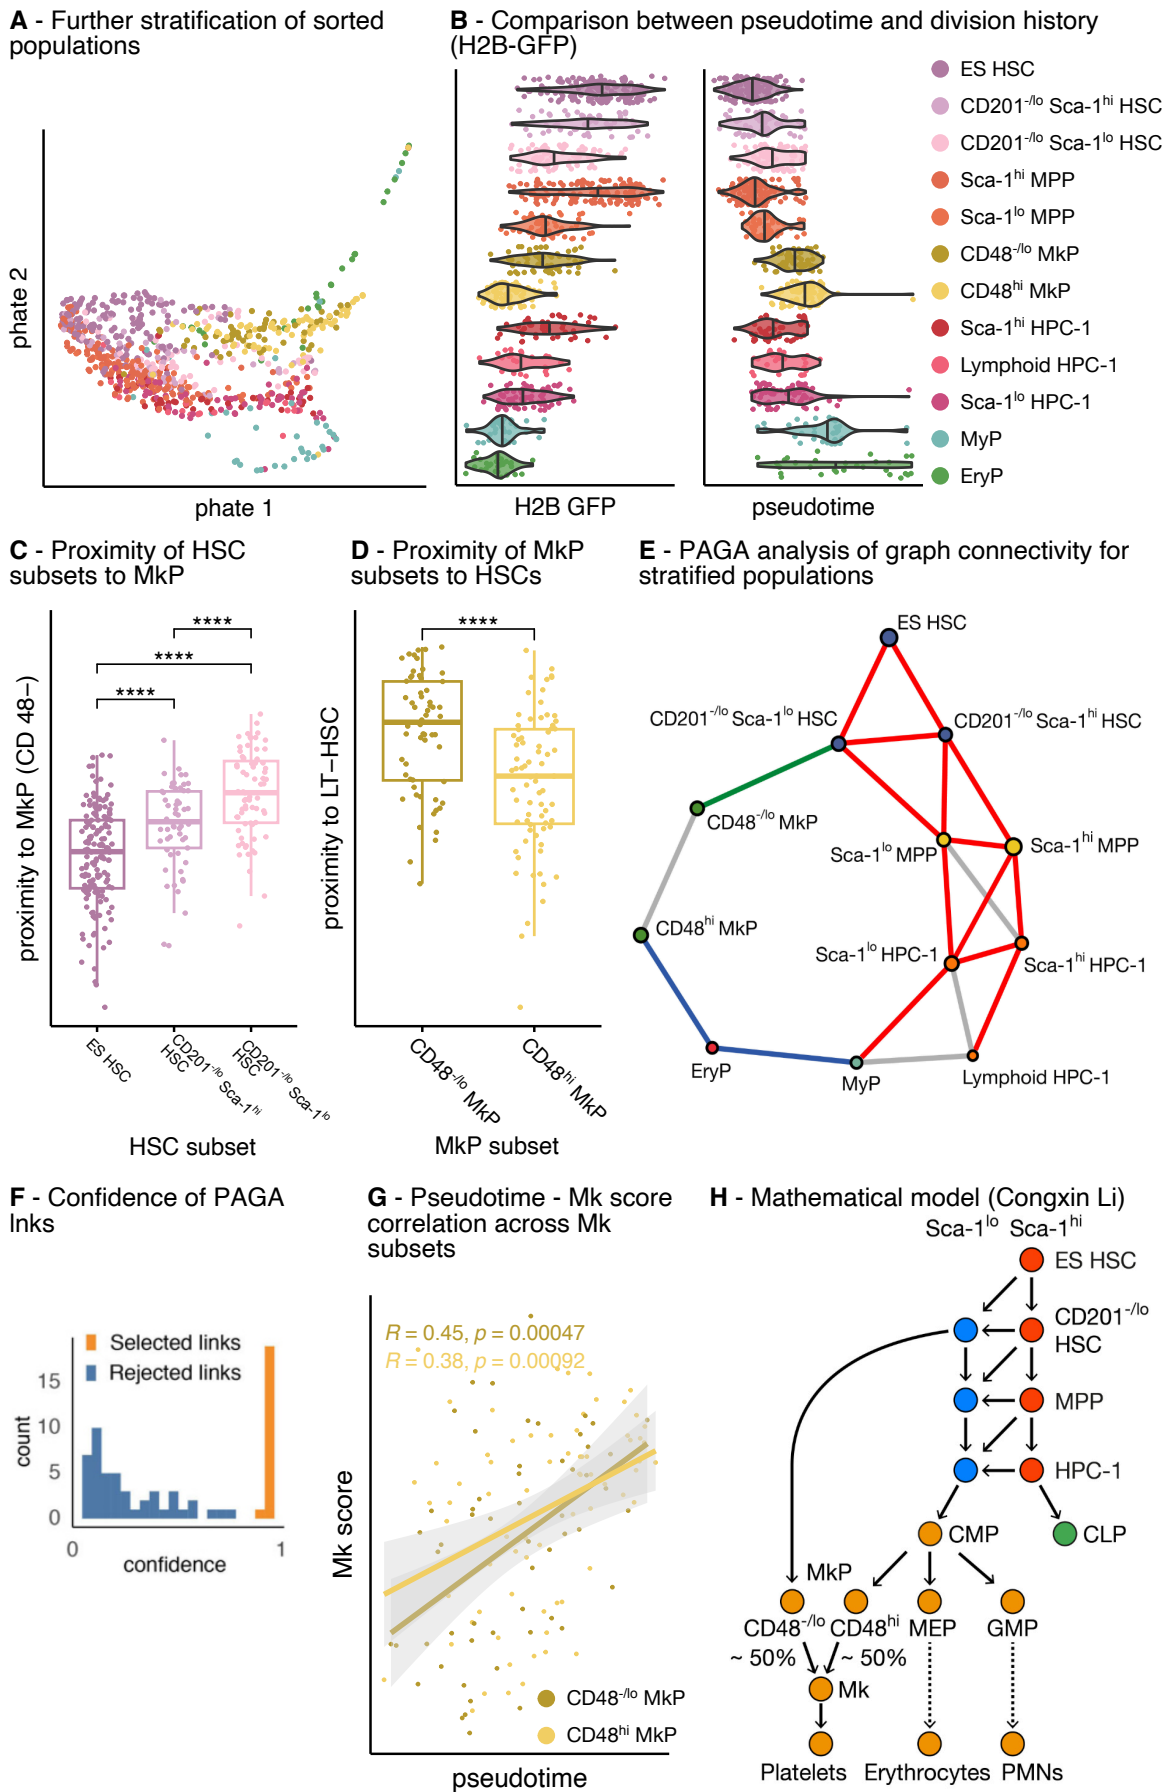 A - Further stratification of sorted
populations
phate 2
phate 1
B - Comparison between pseudotime and division history
(H2B-GFP)
H2B GFP
pseudotime
ES HSC
CD201-/lo Sca-1hi HSC
CD201-/lo Sca-1lo HSC
Sca-1hi MPP
Sca-1lo MPP
CD48-/lo MkP
CD48hi MkP
Sca-1hi HPC-1
Lymphoid HPC-1
Sca-1lo HPC-1
MyP
EryP
C - Proximity of HSC
subsets to MkP
proximity to MkP (CD 48−)
****
****
****
ES HSC
CD201-/lo Sca-1hi
HSC
CD201-/lo Sca-1lo
HSC
HSC subset
D - Proximity of MkP
subsets to HSCs
proximity to LT−HSC
****
CD48-/lo MkP
CD48hi MkP
MkP subset
E - PAGA analysis of graph connectivity for
stratified populations
ES HSC
CD201-/lo Sca-1lo HSC
CD201-/lo Sca-1hi HSC
CD48-/lo MkP
Sca-1lo MPP
Sca-1hi MPP
CD48hi MkP
Sca-1lo HPC-1
Sca-1hi HPC-1
EryP
MyP
Lymphoid HPC-1
F - Confidence of PAGA
lnks
Selected links
Rejected links
count
15
10
5
0
0
1
confidence
G - Pseudotime - Mk score
correlation across Mk
subsets
R = 0.45, p = 0.00047
R = 0.38, p = 0.00092
Mk score
CD48-/lo MkP
CD48hi MkP
pseudotime
H - Mathematical model (Congxin Li)
Sca-1lo Sca-1hi
ES HSC
CD201-/lo
HSC
MPP
HPC-1
CMP
CLP
MkP
CD48-/lo CD48hi MEP GMP
~ 50% ~ 50%
Mk
Platelets Erythrocytes PMNs